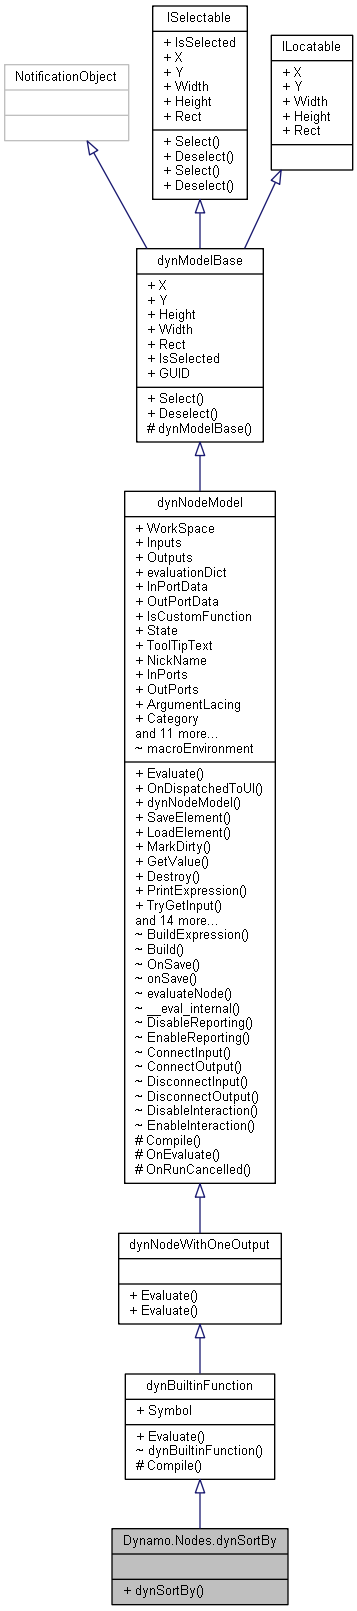 ISelectable
+ IsSelected
+ X
+ Y
+ Width
+ Height
+ Rect
+ Select()
+ Deselect()
+ Select()
+ Deselect()
ILocatable
+ X
+ Y
+ Width
+ Height
+ Rect
NotificationObject
dynModelBase
+ X
+ Y
+ Height
+ Width
+ Rect
+ IsSelected
+ GUID
+ Select()
+ Deselect()
# dynModelBase()
dynNodeModel
+ WorkSpace
+ Inputs
+ Outputs
+ evaluationDict
+ InPortData
+ OutPortData
+ IsCustomFunction
+ State
+ ToolTipText
+ NickName
+ InPorts
+ OutPorts
+ ArgumentLacing
+ Category
and 11 more...
~ macroEnvironment
+ Evaluate()
+ OnDispatchedToUI()
+ dynNodeModel()
+ SaveElement()
+ LoadElement()
+ MarkDirty()
+ GetValue()
+ Destroy()
+ PrintExpression()
+ TryGetInput()
and 14 more...
~ BuildExpression()
~ Build()
~ OnSave()
~ onSave()
~ evaluateNode()
~ __eval_internal()
~ DisableReporting()
~ EnableReporting()
~ ConnectInput()
~ ConnectOutput()
~ DisconnectInput()
~ DisconnectOutput()
~ DisableInteraction()
~ EnableInteraction()
# Compile()
# OnEvaluate()
# OnRunCancelled()
dynNodeWithOneOutput
+ Evaluate()
+ Evaluate()
dynBuiltinFunction
+ Symbol
+ Evaluate()
~ dynBuiltinFunction()
# Compile()
Dynamo.Nodes.dynSortBy
+ dynSortBy()